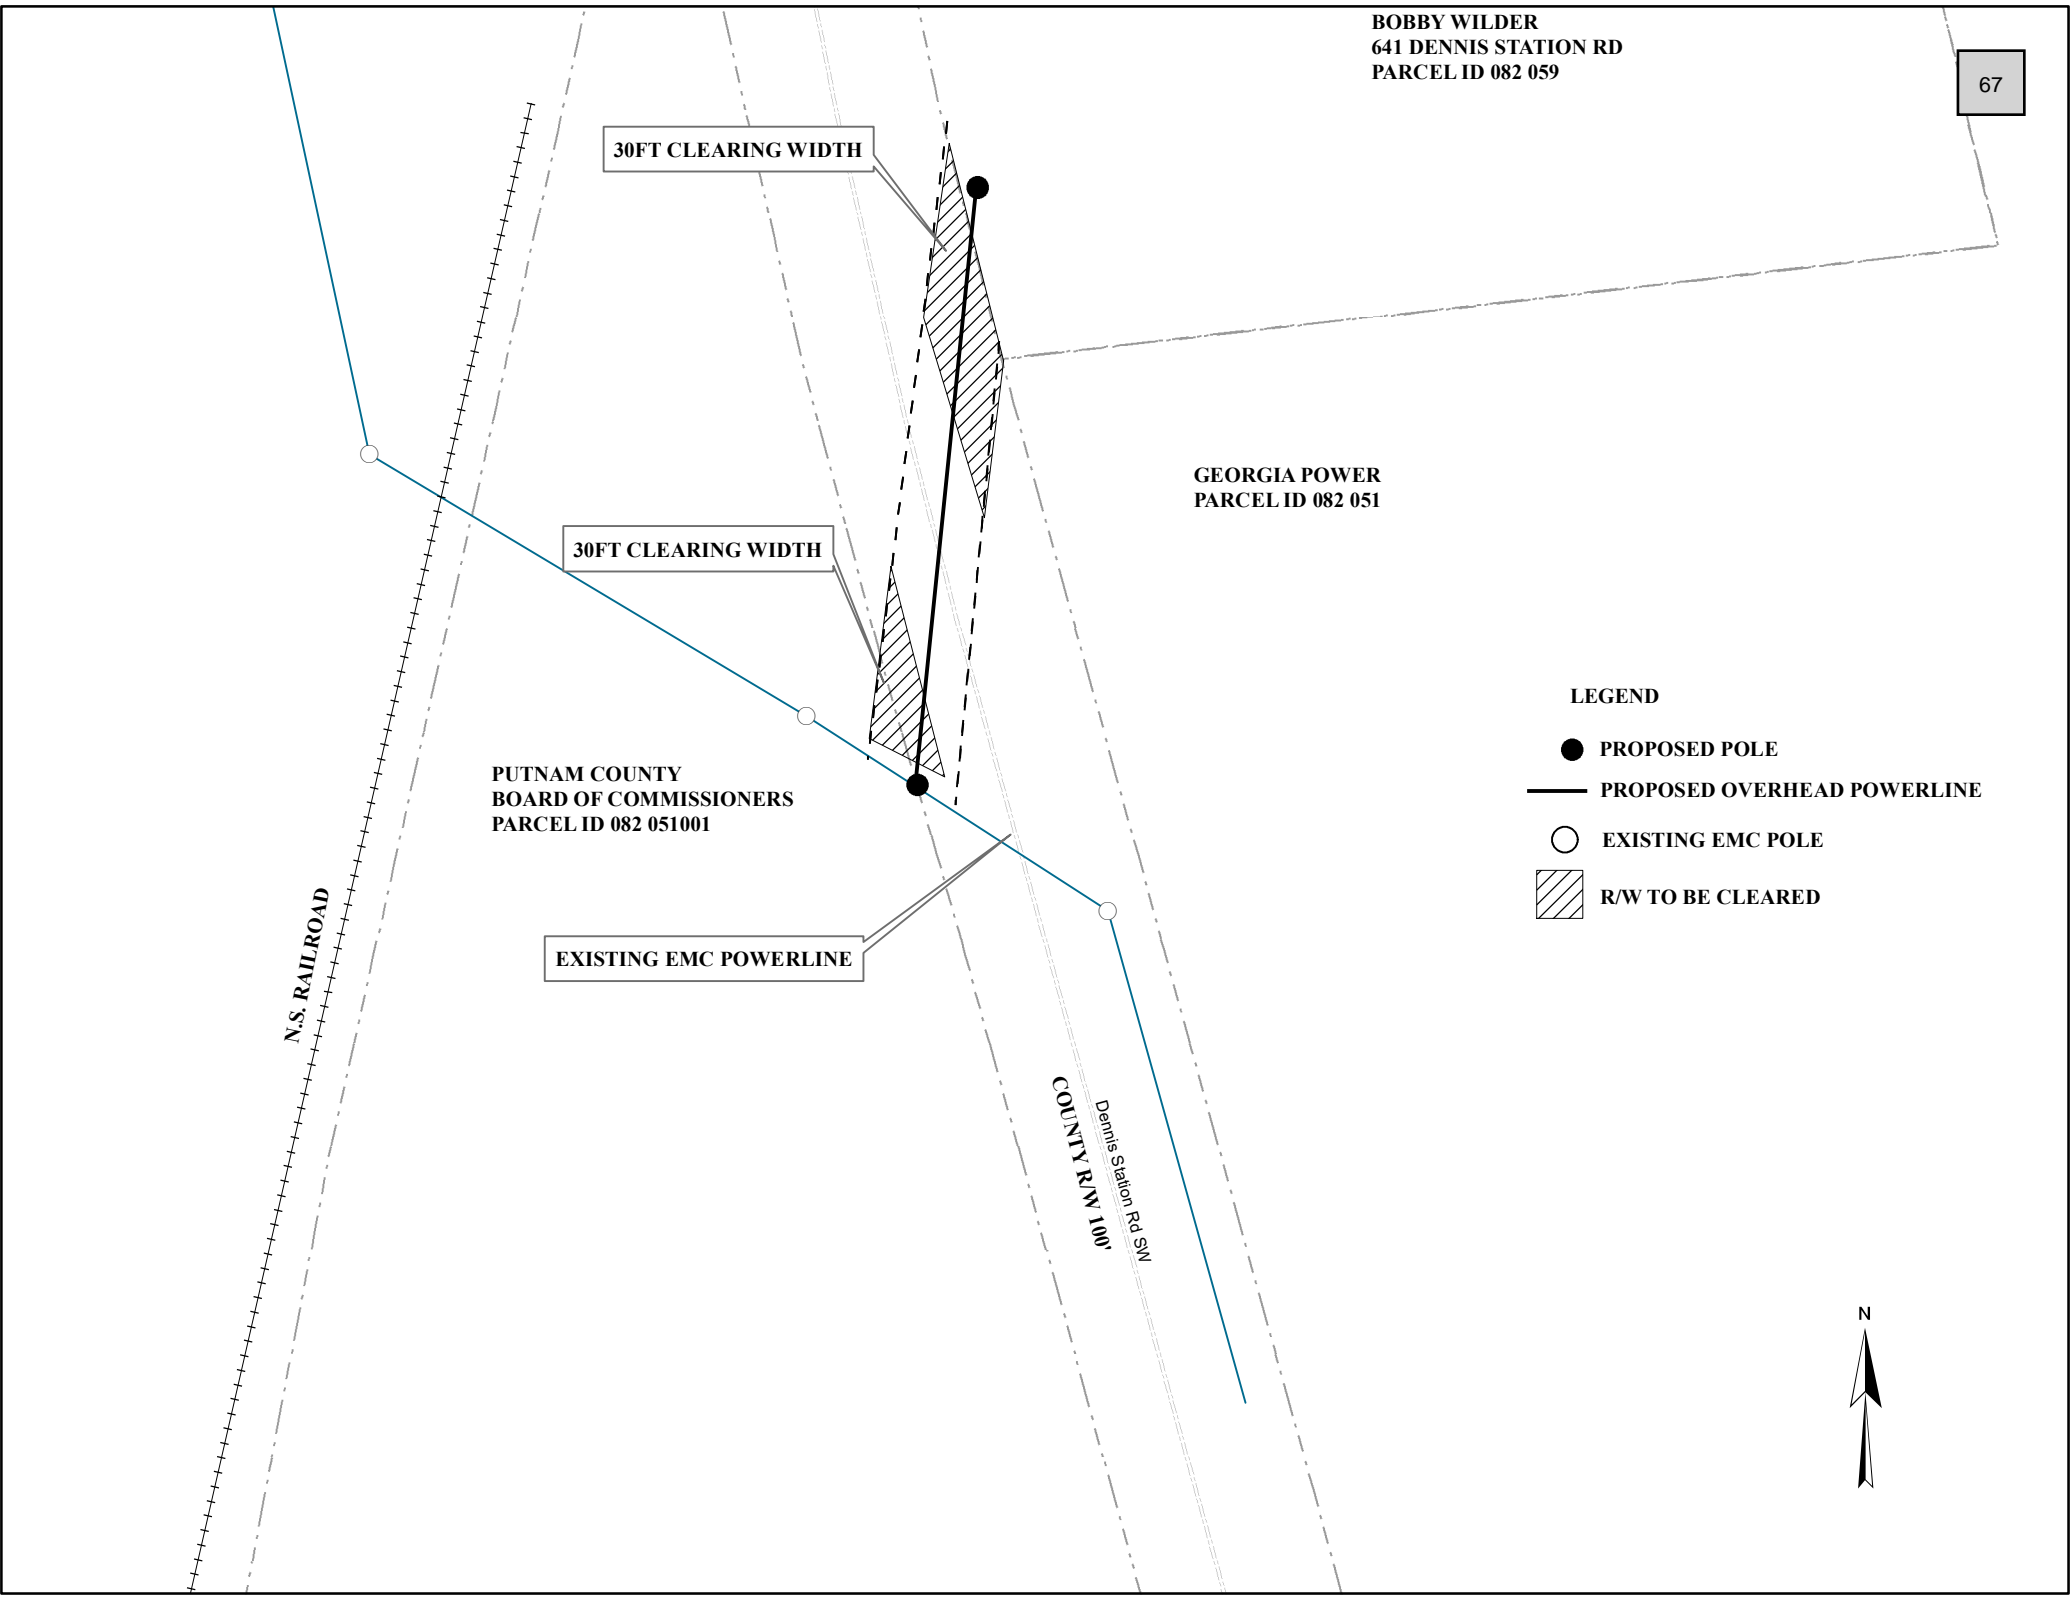 BOBBY WILDER
641 DENNIS STATION RD
PARCEL ID 082 059
67
30FT CLEARING WIDTH
GEORGIA POWER
PARCEL ID 082 051
30FT CLEARING WIDTH
LEGEND
PROPOSED POLE
PROPOSED OVERHEAD POWERLINE
EXISTING EMC POLE
R/W TO BE CLEARED
PUTNAM COUNTY
BOARD OF COMMISSIONERS
PARCEL ID 082 051001
N.S. RAILROAD
EXISTING EMC POWERLINE
COUNTY R/W 100'
Dennis Station Rd SW
N